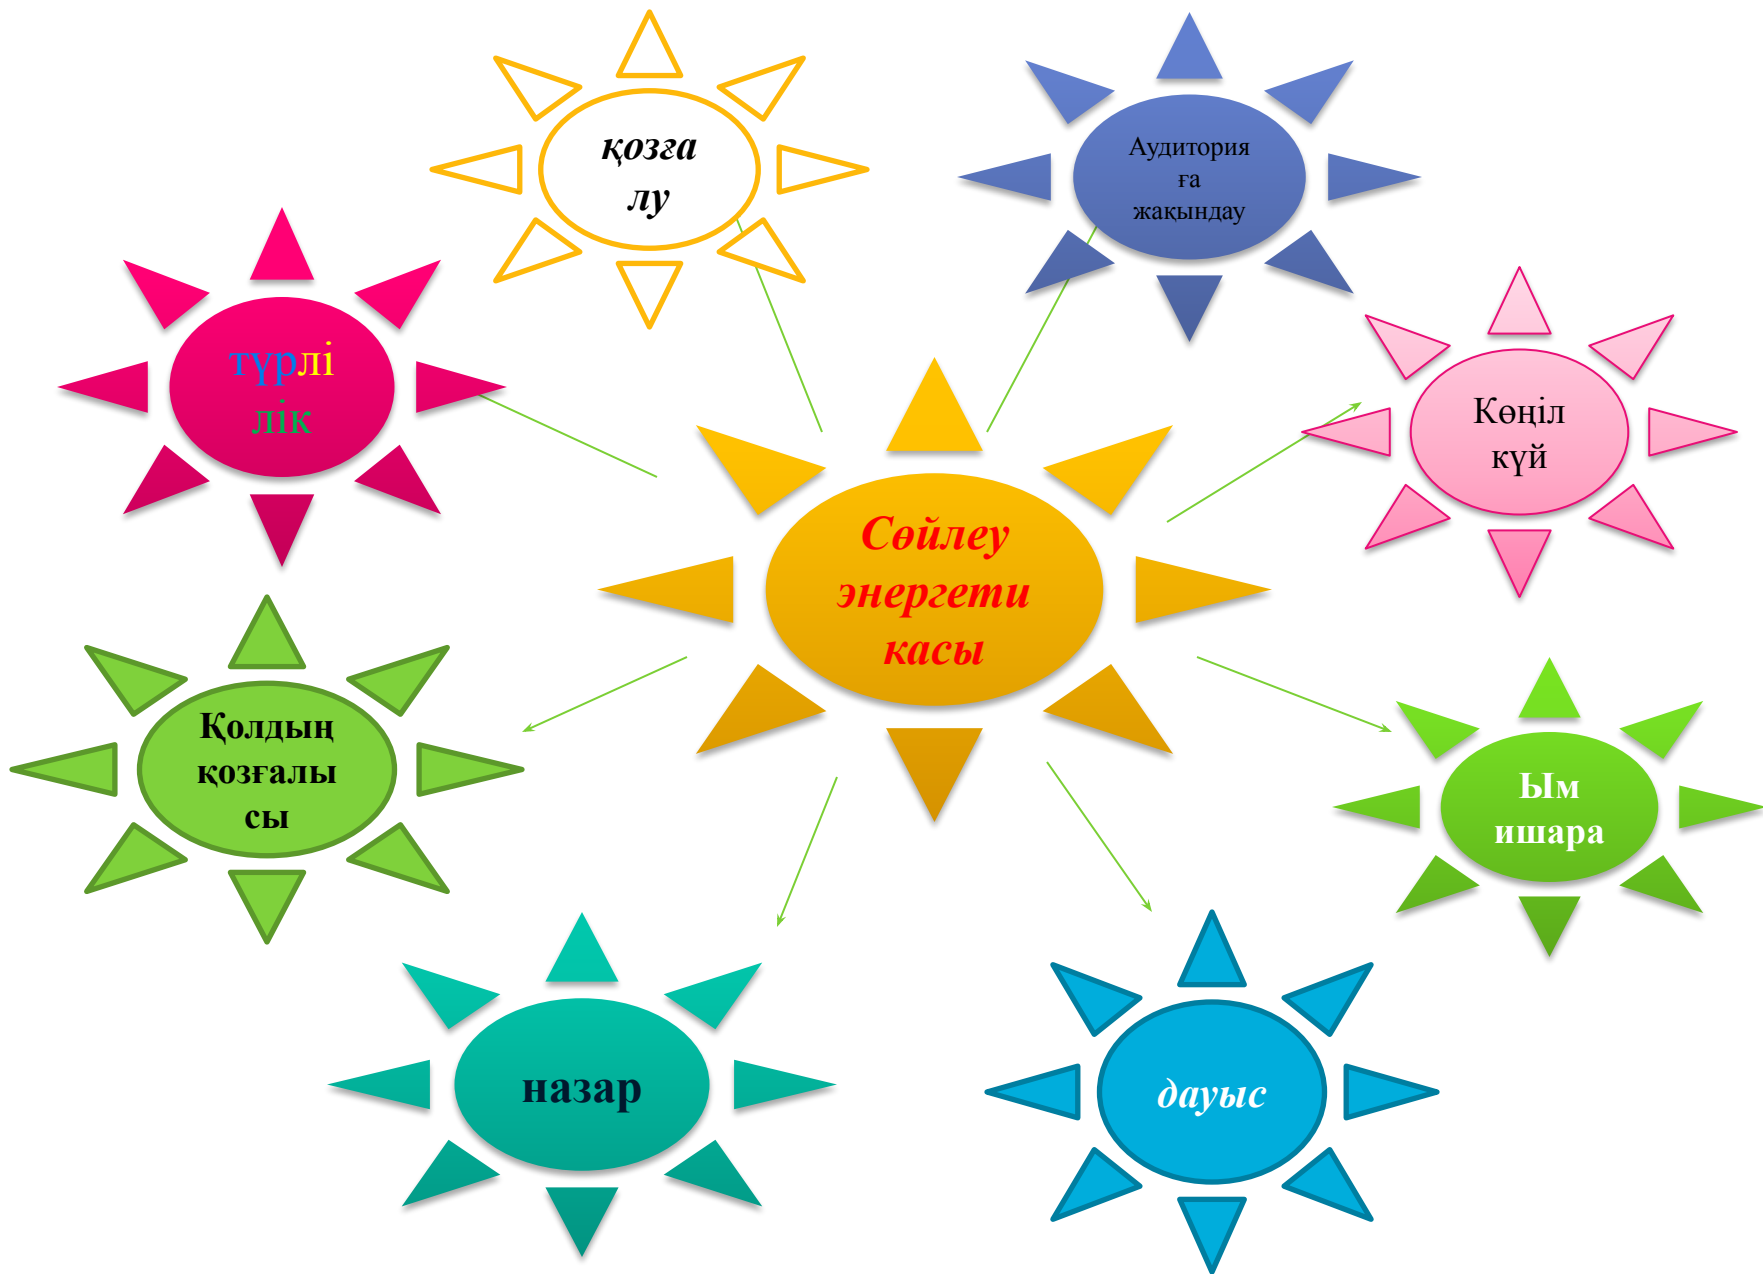 қозға
лу
Аудитория
ға
жақындау
түрлі
лік
Көңіл
күй
Сөйлеу
энергети
касы
Қолдың
қозғалы
сы
Ым
ишара
назар
дауыс